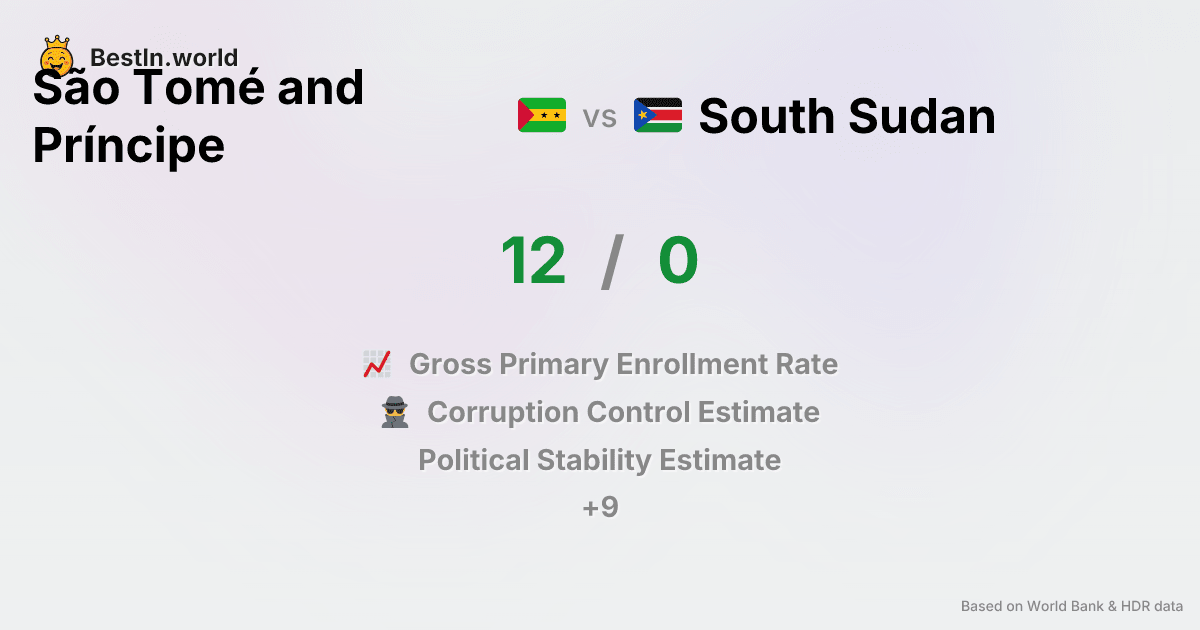 BestIn.world
São Tomé and
Príncipe
vs
South Sudan
12 / 0
Gross Primary Enrollment Rate
Corruption Control Estimate
Political Stability Estimate
+9
Based on World Bank & HDR data